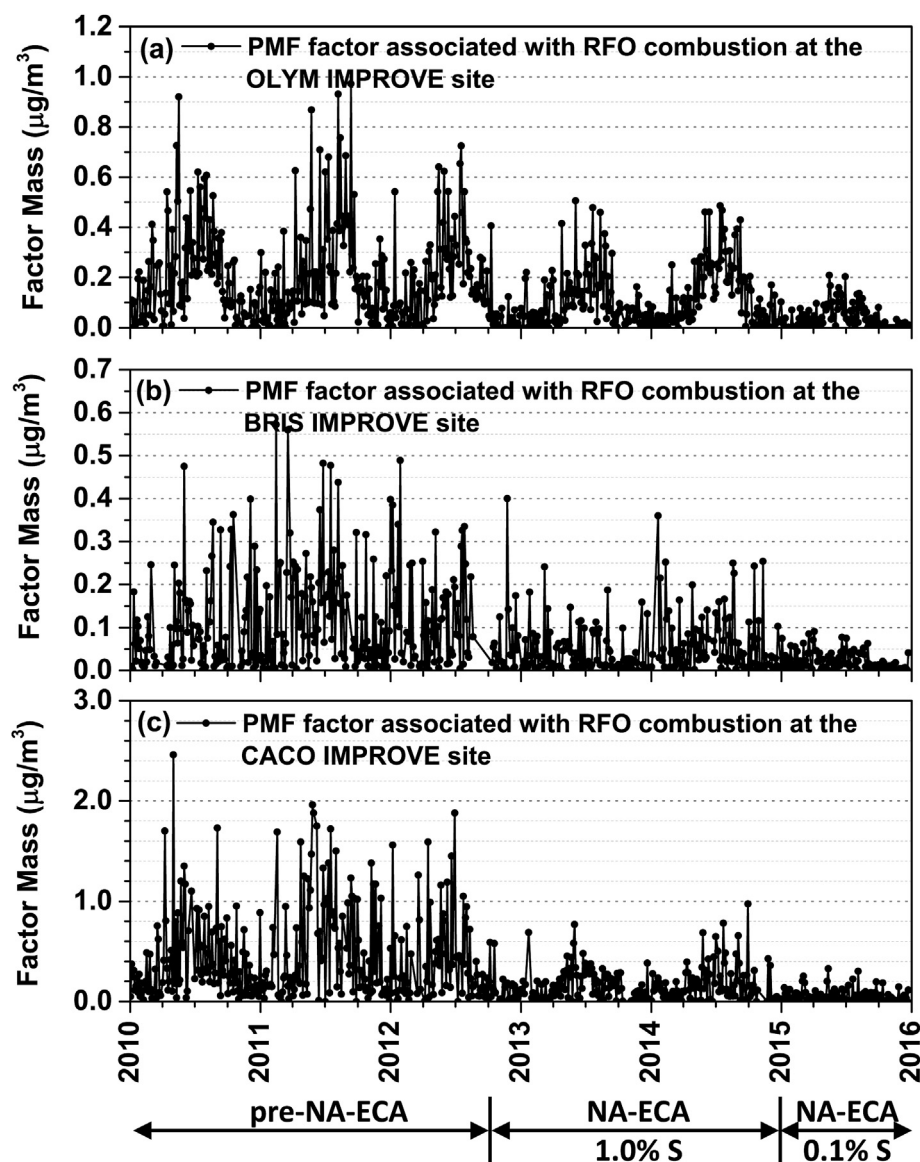 1.2
(a) PMF factor associated with RFO combustion at the
OLYM IMPROVE site
1.0
0.8
0.6
0.4
0.2
0.0
Factor Mass (μg/m³)
0.7
(b) PMF factor associated with RFO combustion at the
BRIS IMPROVE site
0.6
0.5
0.4
0.3
0.2
0.1
0.0
Factor Mass (μg/m³)
3.0
(c) PMF factor associated with RFO combustion at the
CACO IMPROVE site
2.0
1.0
0.0
Factor Mass (μg/m³)
2010 2011 2012 2013 2014 2015 2016
pre-NA-ECA NA-ECA NA-ECA
1.0% S 0.1% S